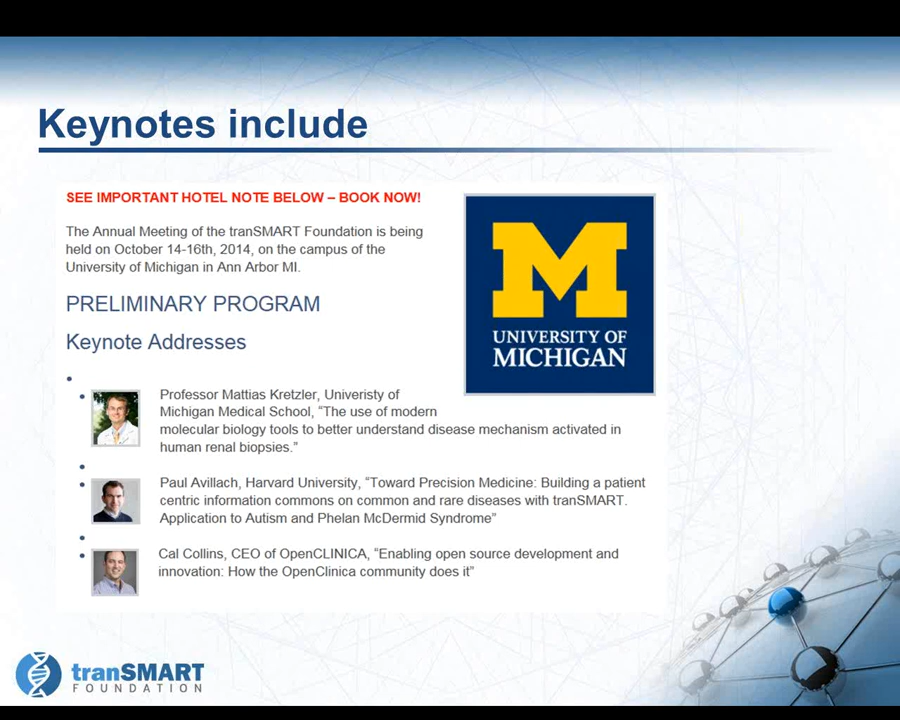 Keynotes include
SEE IMPORTANT HOTEL NOTE BELOW – BOOK NOW!
The Annual Meeting of the tranSMART Foundation is being
held on October 14-16th, 2014, on the campus of the
University of Michigan in Ann Arbor MI.
M
UNIVERSITY OF
MICHIGAN
PRELIMINARY PROGRAM
Keynote Addresses
Professor Mattias Kretzler, Univeristy of
Michigan Medical School, “The use of modern
molecular biology tools to better understand disease mechanism activated in
human renal biopsies.”
Paul Avillach, Harvard University, “Toward Precision Medicine: Building a patient
centric information commons on common and rare diseases with tranSMART.
Application to Autism and Phelan McDermid Syndrome”
Cal Collins, CEO of OpenCLINICA, “Enabling open source development and
innovation: How the OpenClinica community does it”
tranSMART
FOUNDATION